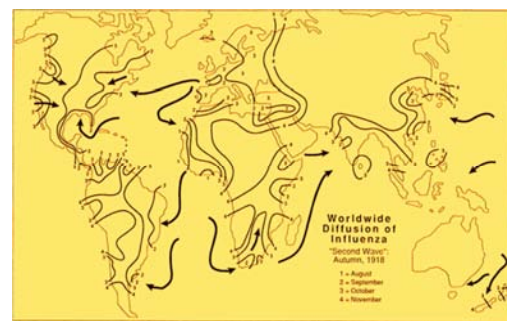 Worldwide
Diffusion of
Influenza
"Second Wave":
Autumn, 1918
1 = August
2 = September
3 = October
4 = November